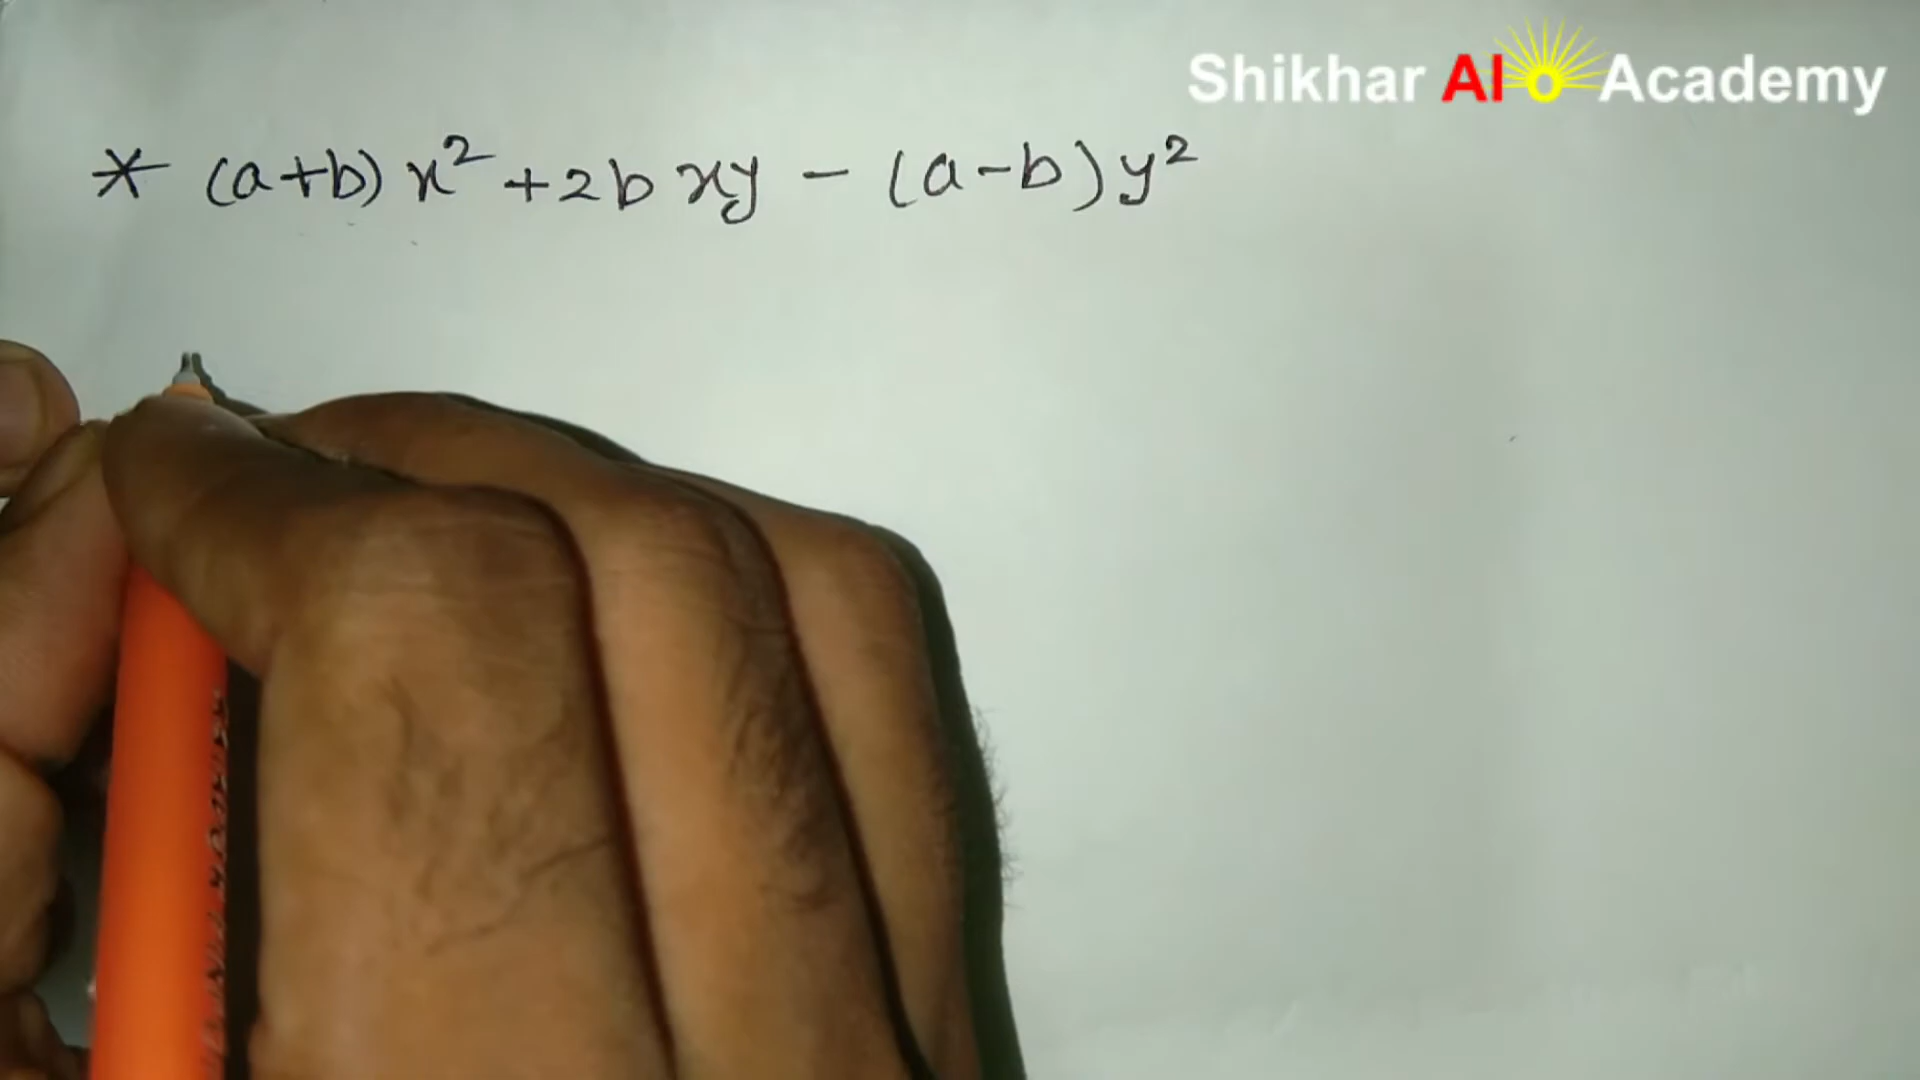 Shikhar AI Academy
* (a+b) x² + 2b xy - (a-b) y²